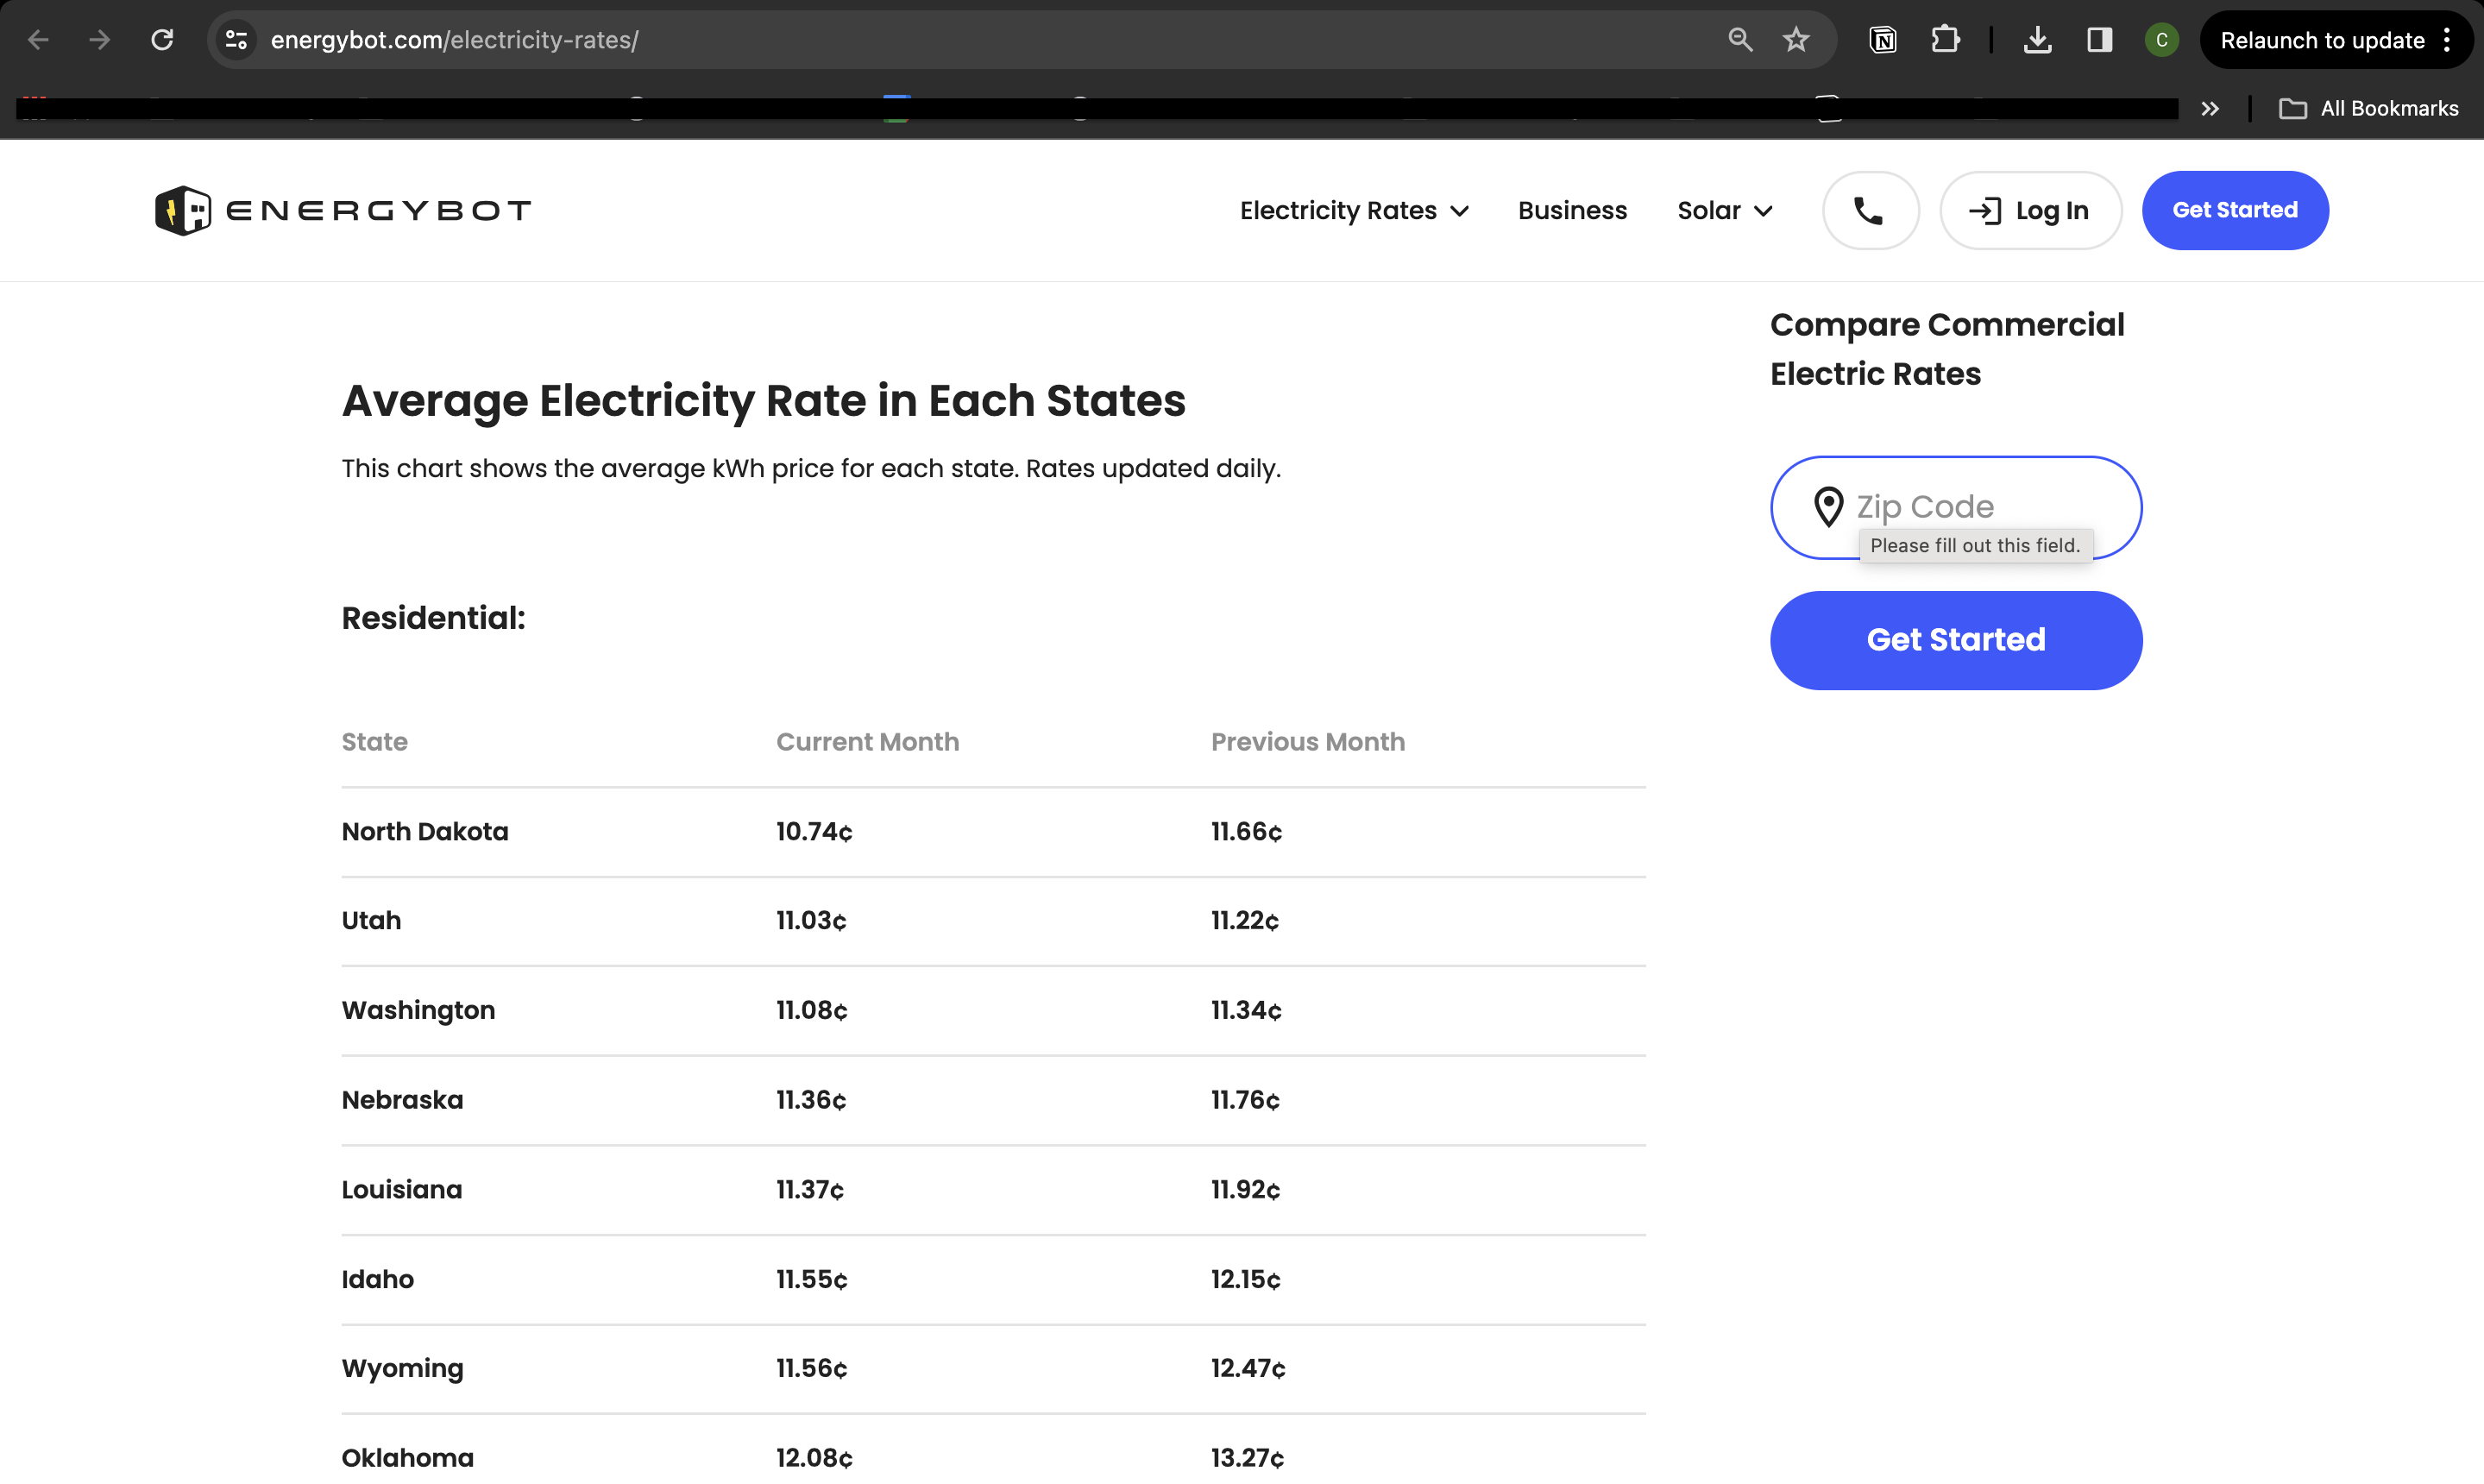 energybot.com/electricity-rates/
C
Relaunch to update
All Bookmarks
ENERGYBOT
Electricity Rates
Business
Solar
Log In
Get Started
Compare Commercial
Electric Rates
Average Electricity Rate in Each States
This chart shows the average kWh price for each state. Rates updated daily.
Zip Code
Please fill out this field.
Get Started
Residential:
State Current Month Previous Month
North Dakota 10.74¢ 11.66¢
Utah 11.03¢ 11.22¢
Washington 11.08¢ 11.34¢
Nebraska 11.36¢ 11.76¢
Louisiana 11.37¢ 11.92¢
Idaho 11.55¢ 12.15¢
Wyoming 11.56¢ 12.47¢
Oklahoma 12.08¢ 13.27¢